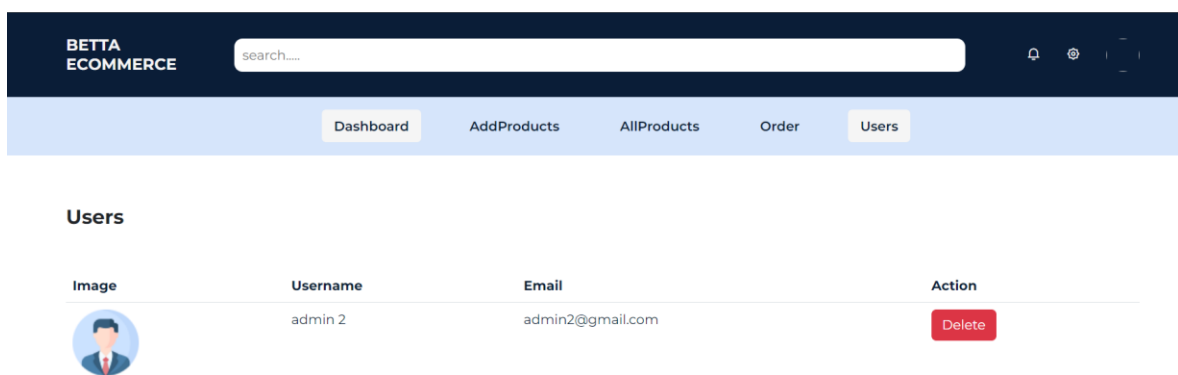 BETTA
ECOMMERCE
search.....
Dashboard AddProducts AllProducts Order Users
Users
Image Username Email Action
admin 2 admin2@gmail.com Delete